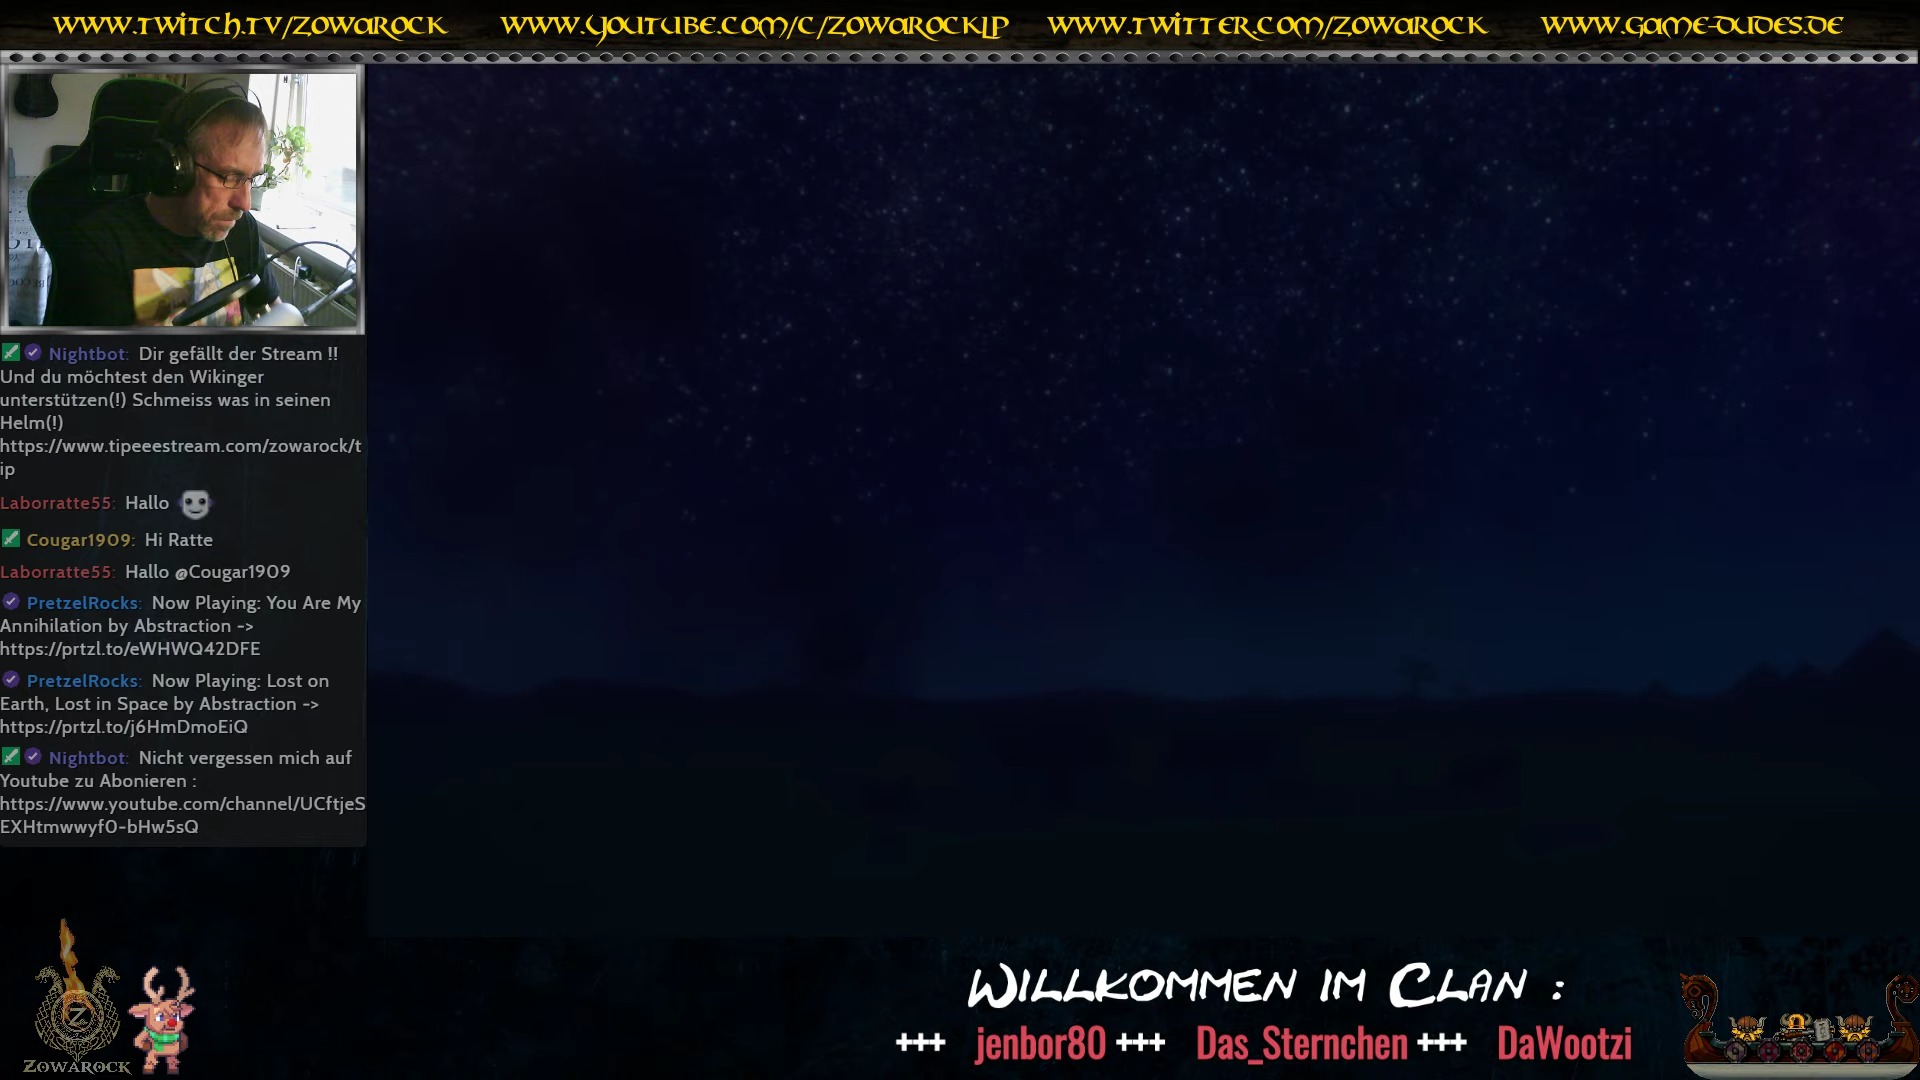 WWW.TWITCH.TV/ZOWAROCK WWW.YOUTUBE.COM/C/ZOWAROCKLP WWW.TWITTER.COM/ZOWAROCK WWW.GAME-DUDES.DE
Nightbot: Dir gefällt der Stream !!
Und du möchtest den Wikinger
unterstützen(!) Schmeiss was in seinen
Helm(!)
https://www.tipeeestream.com/zowarock/t
ip
Laborratte55: Hallo
Cougar1909: Hi Ratte
Laborratte55: Hallo @Cougar1909
PretzelRocks: Now Playing: You Are My
Annihilation by Abstraction ->
https://prtzl.to/eWHWQ42DFE
PretzelRocks: Now Playing: Lost on
Earth, Lost in Space by Abstraction ->
https://prtzl.to/j6HmDmoEiQ
Nightbot: Nicht vergessen mich auf
Youtube zu Abonieren :
https://www.youtube.com/channel/UCftjeS
EXHtmwwyf0-bHw5sQ
Z
ZOWAROCK
WILLKOMMEN IM CLAN :
+++ jenbor80 +++ Das_Sternchen +++ DaWootzi